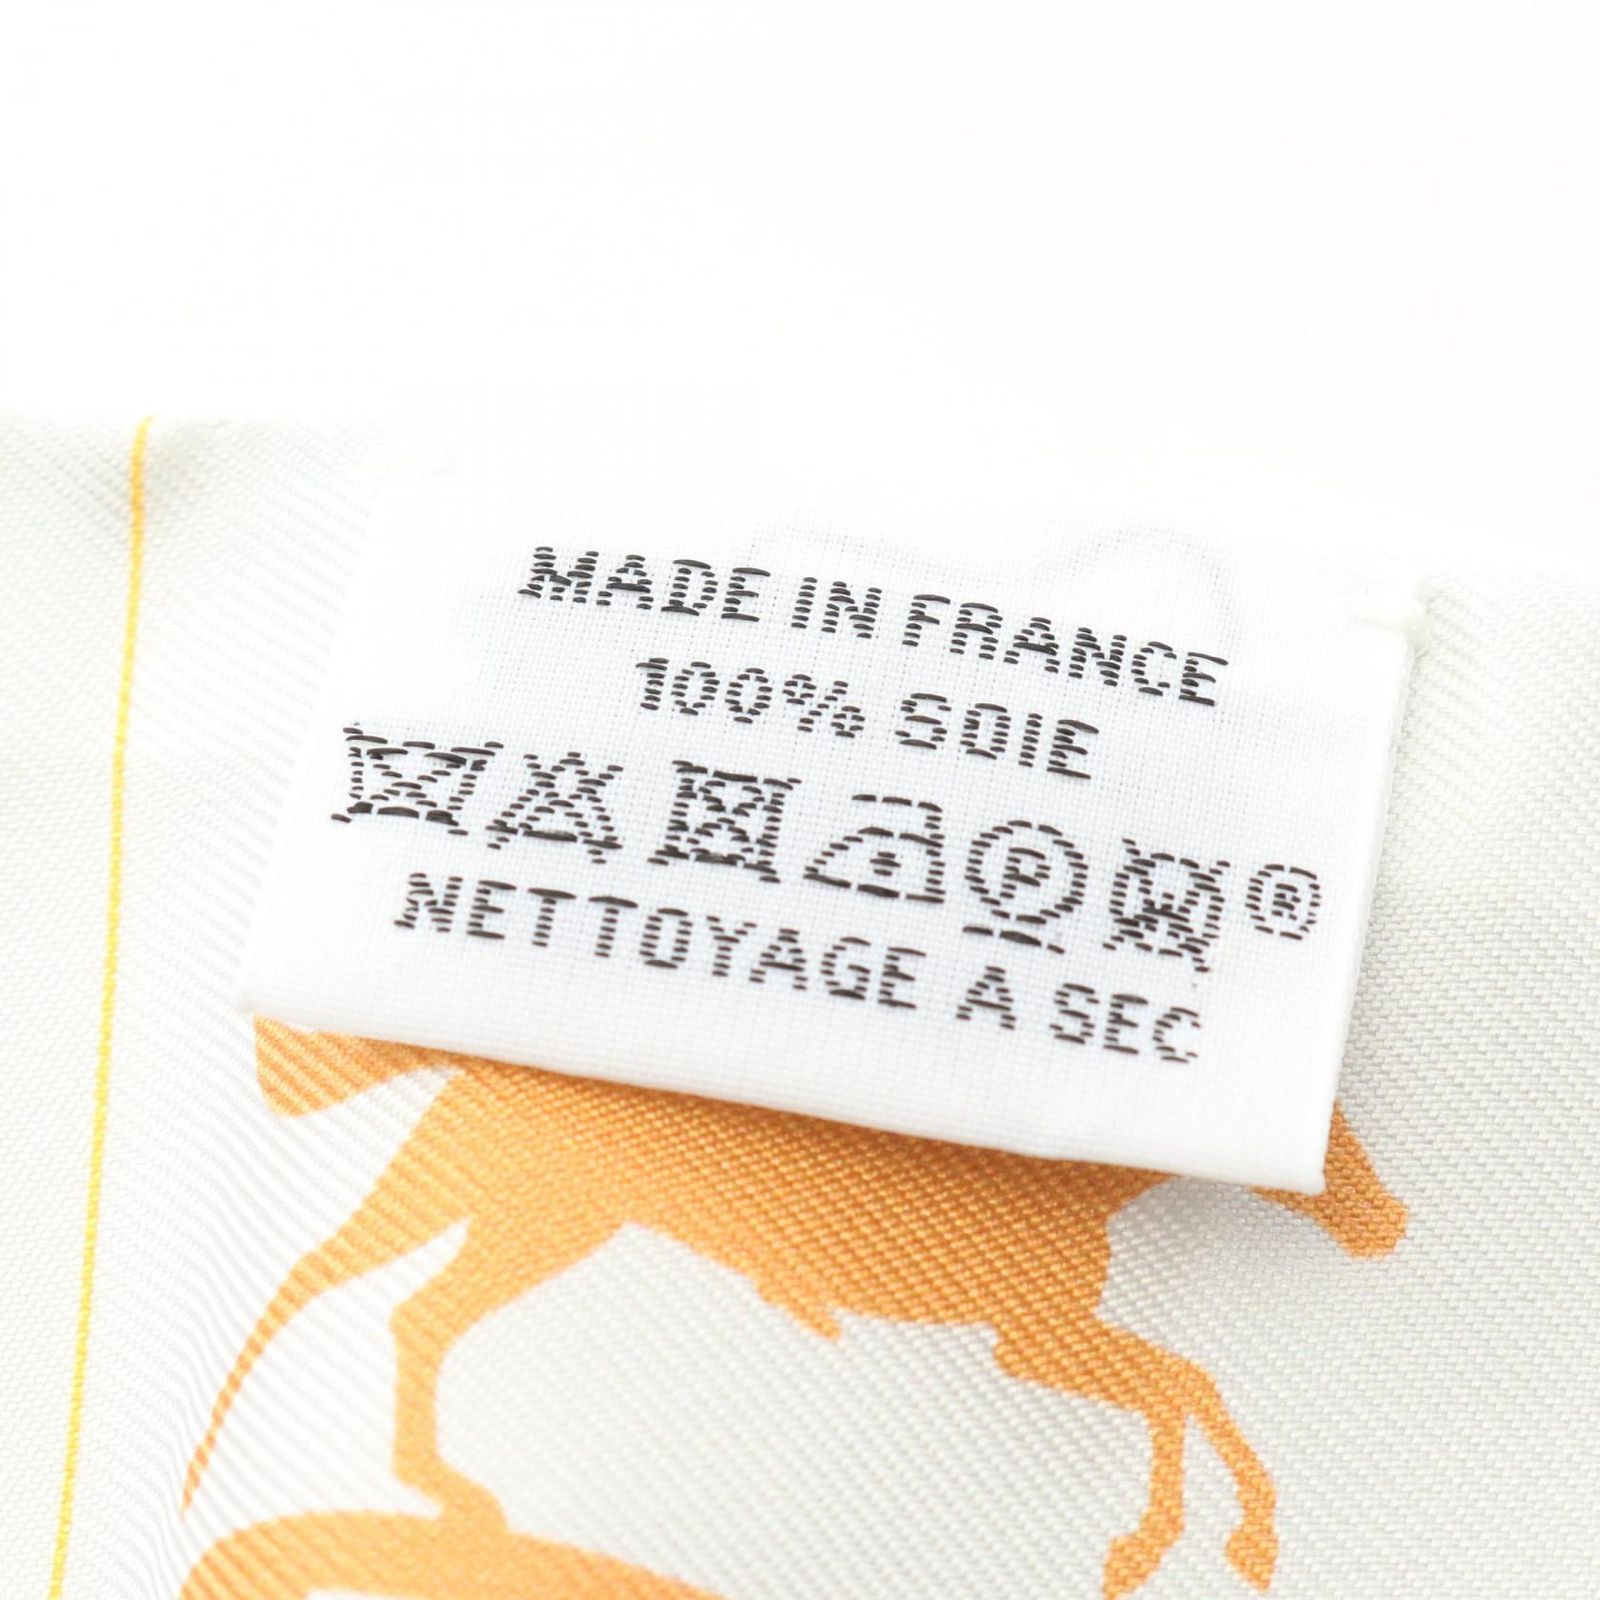 MADE IN FRANCE
100% SOIE
P ®
NETTOYAGE A SEC